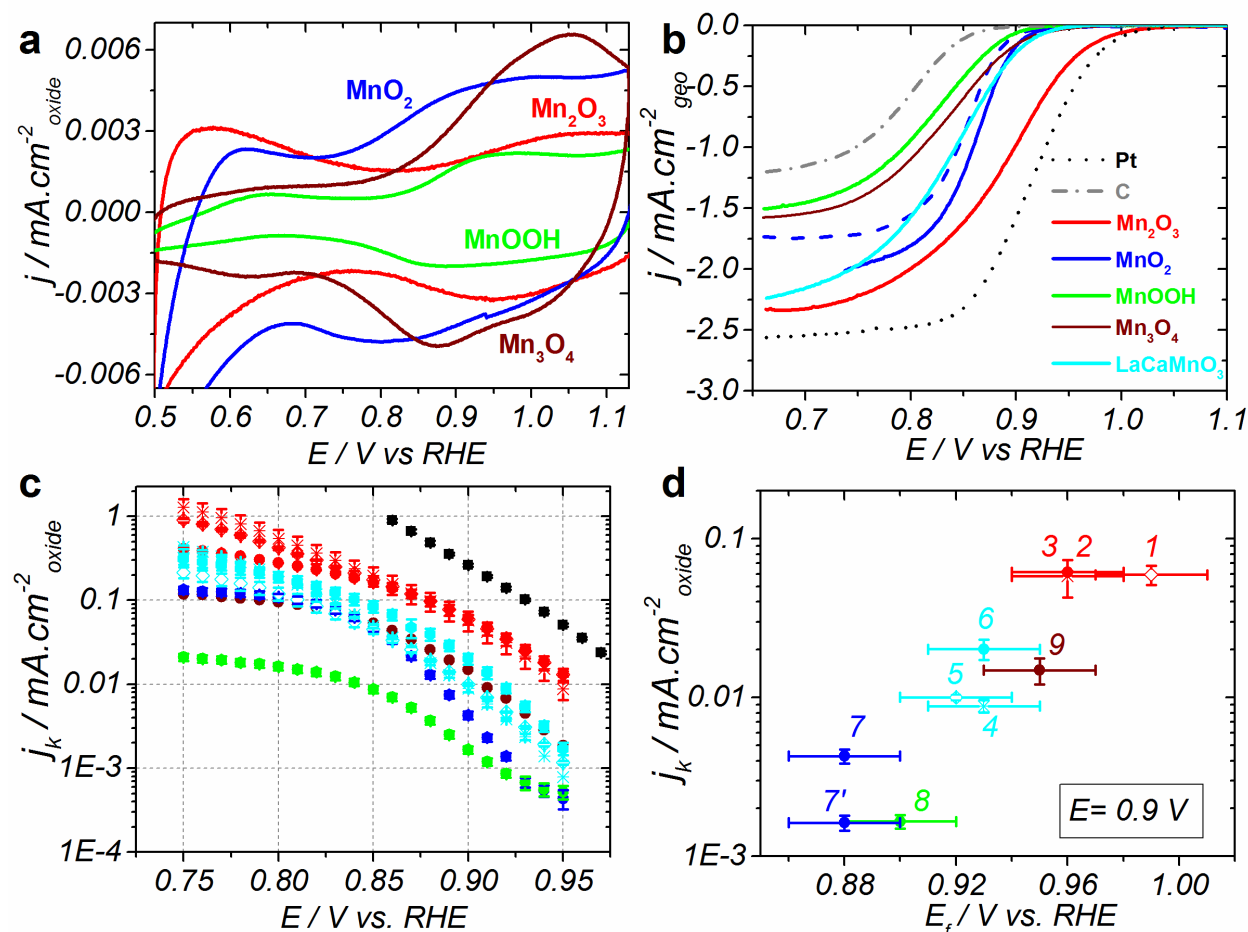 a
j / mA.cm⁻²oxide
0.006
0.003
0.000
-0.003
-0.006
MnO₂
Mn₂O₃
MnOOH
Mn₃O₄
0.5 0.6 0.7 0.8 0.9 1.0 1.1
E / V vs RHE
b
j / mA.cm⁻²geo
0.0
-0.5
-1.0
-1.5
-2.0
-2.5
-3.0
Pt
C
Mn₂O₃
MnO₂
MnOOH
Mn₃O₄
LaCaMnO₃
0.7 0.8 0.9 1.0 1.1
E / V vs RHE
c
jₖ / mA.cm⁻²oxide
1
0.1
0.01
1E-3
1E-4
0.75 0.80 0.85 0.90 0.95
E / V vs. RHE
d
jₖ / mA.cm⁻²oxide
0.1
0.01
1E-3
3 2 1
6
9
5
4
7
7'
8
E= 0.9 V
0.88 0.92 0.96 1.00
E_f / V vs. RHE